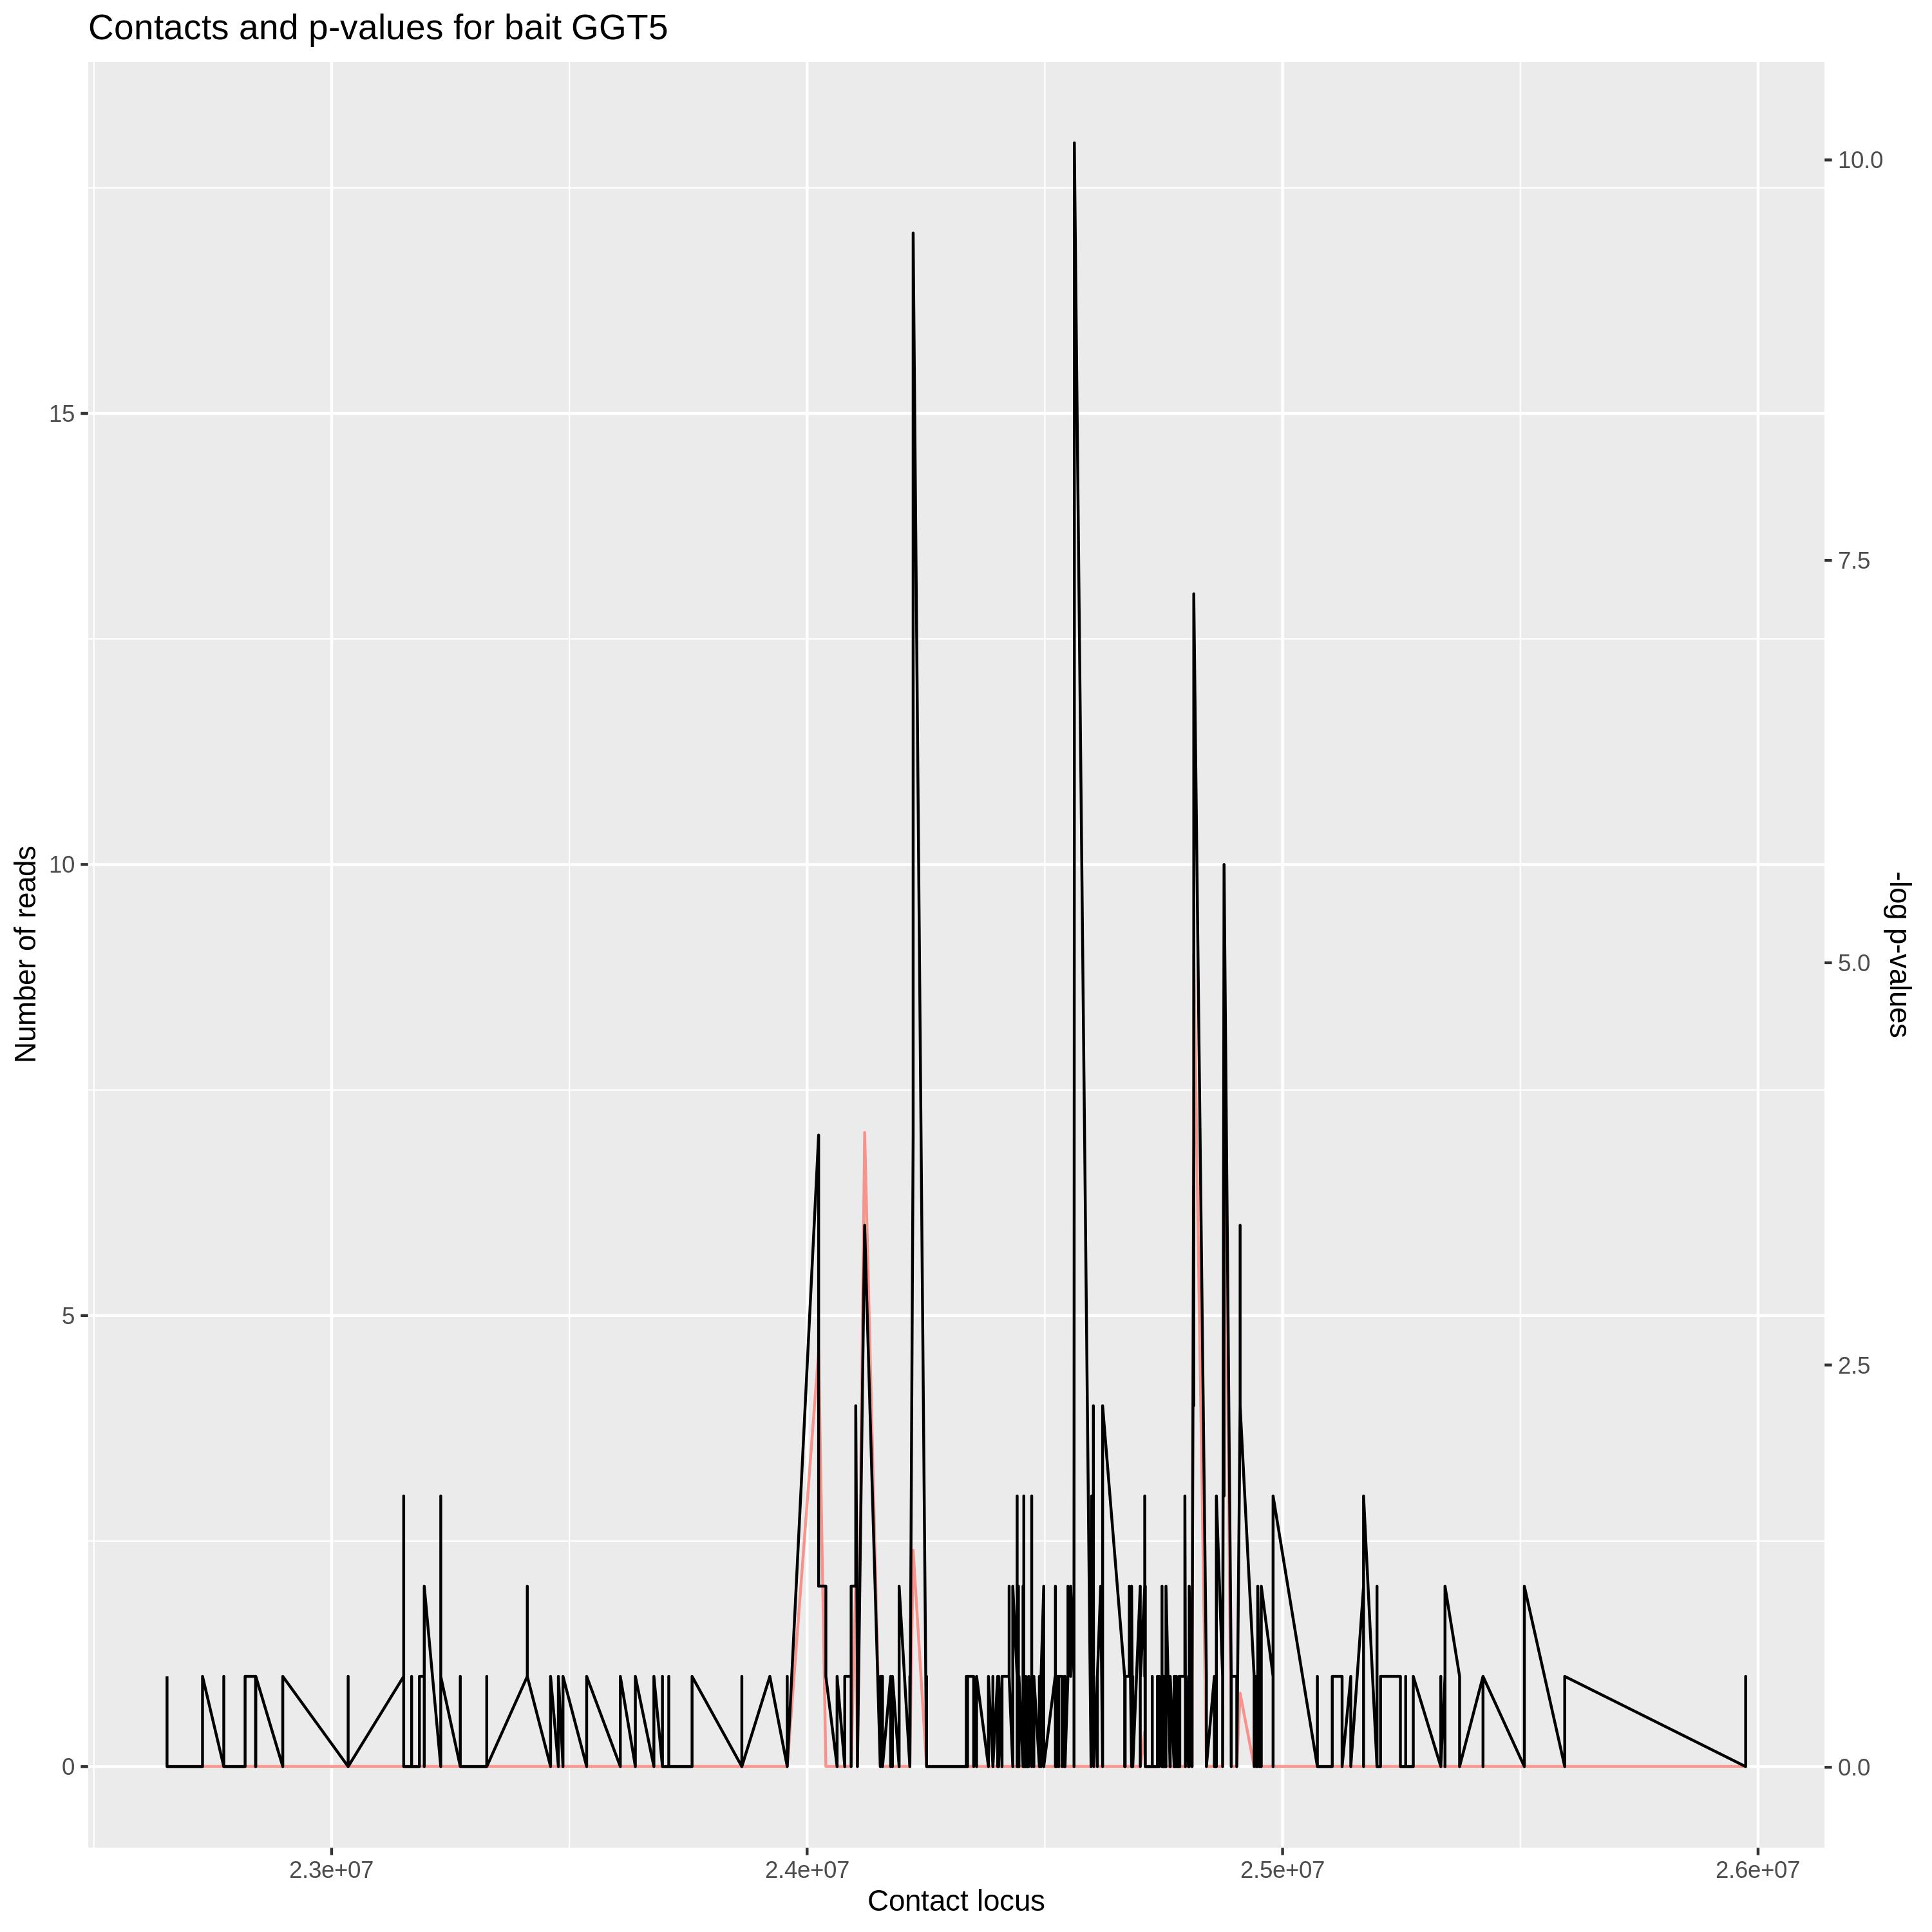 Contacts and p-values for bait GGT5
Number of reads
15
10
5
0
10.0
7.5
5.0
2.5
0.0
-log p-values
2.3e+07 2.4e+07 2.5e+07 2.6e+07
Contact locus